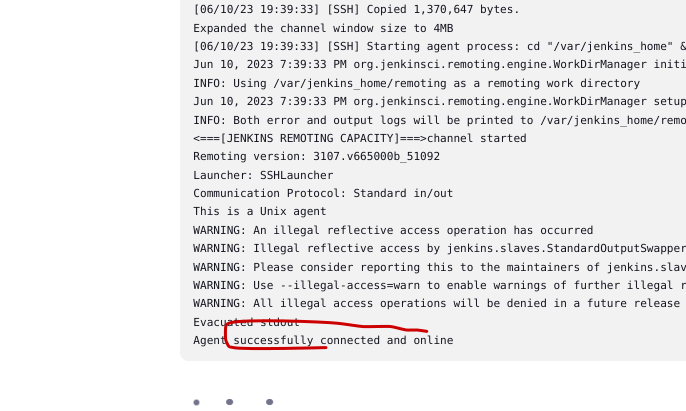 [06/10/23 19:39:33] [SSH] Copied 1,370,647 bytes.
Expanded the channel window size to 4MB
[06/10/23 19:39:33] [SSH] Starting agent process: cd "/var/jenkins_home" &
Jun 10, 2023 7:39:33 PM org.jenkinsci.remoting.engine.WorkDirManager initi
INFO: Using /var/jenkins_home/remoting as a remoting work directory
Jun 10, 2023 7:39:33 PM org.jenkinsci.remoting.engine.WorkDirManager setup
INFO: Both error and output logs will be printed to /var/jenkins_home/remo
<===[JENKINS REMOTING CAPACITY]===>channel started
Remoting version: 3107.v665000b_51092
Launcher: SSHLauncher
Communication Protocol: Standard in/out
This is a Unix agent
WARNING: An illegal reflective access operation has occurred
WARNING: Illegal reflective access by jenkins.slaves.StandardOutputSwapper
WARNING: Please consider reporting this to the maintainers of jenkins.slav
WARNING: Use --illegal-access=warn to enable warnings of further illegal r
WARNING: All illegal access operations will be denied in a future release
Evacuated stdout
Agent successfully connected and online